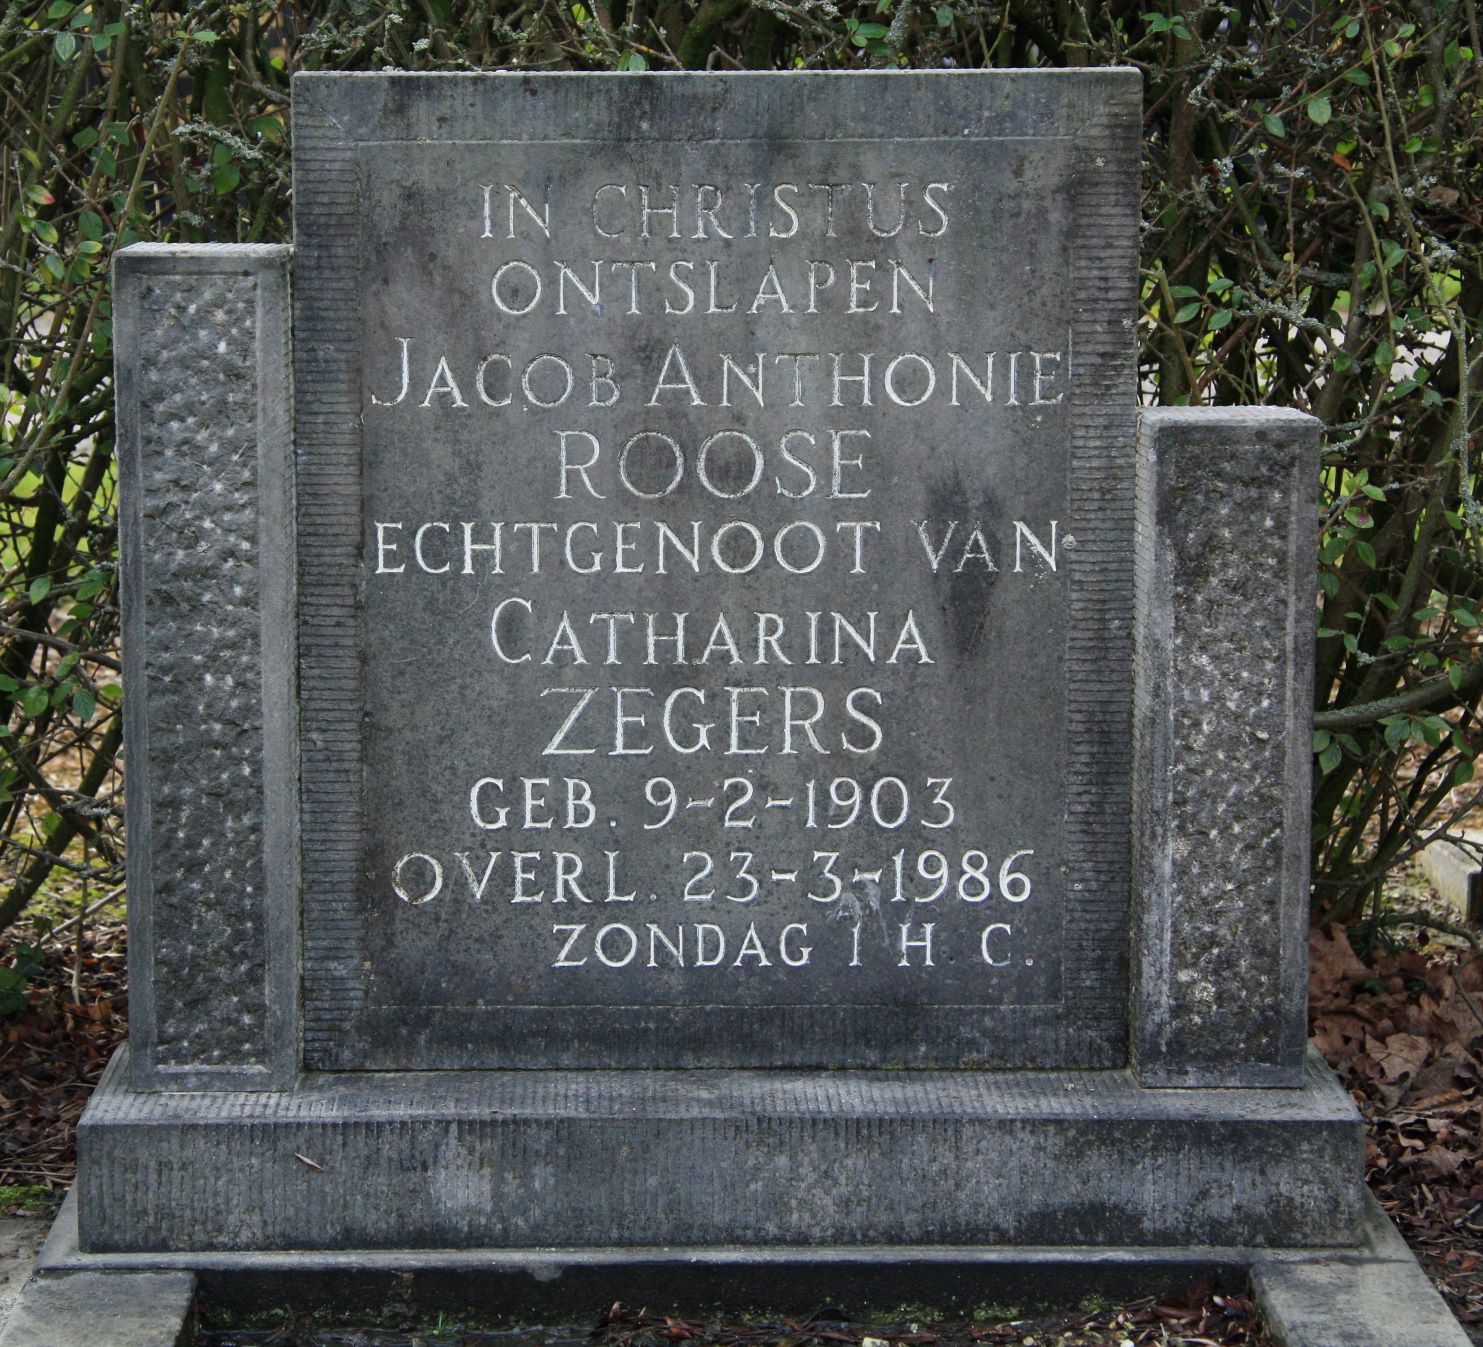 IN CHRISTUS
ONTSLAPEN
JACOB ANTHONIE
ROOSE
ECHTGENOOT VAN
CATHARINA
ZEGERS
GEB. 9-2-1903
OVERL. 23-3-1986
ZONDAG 1 H. C.